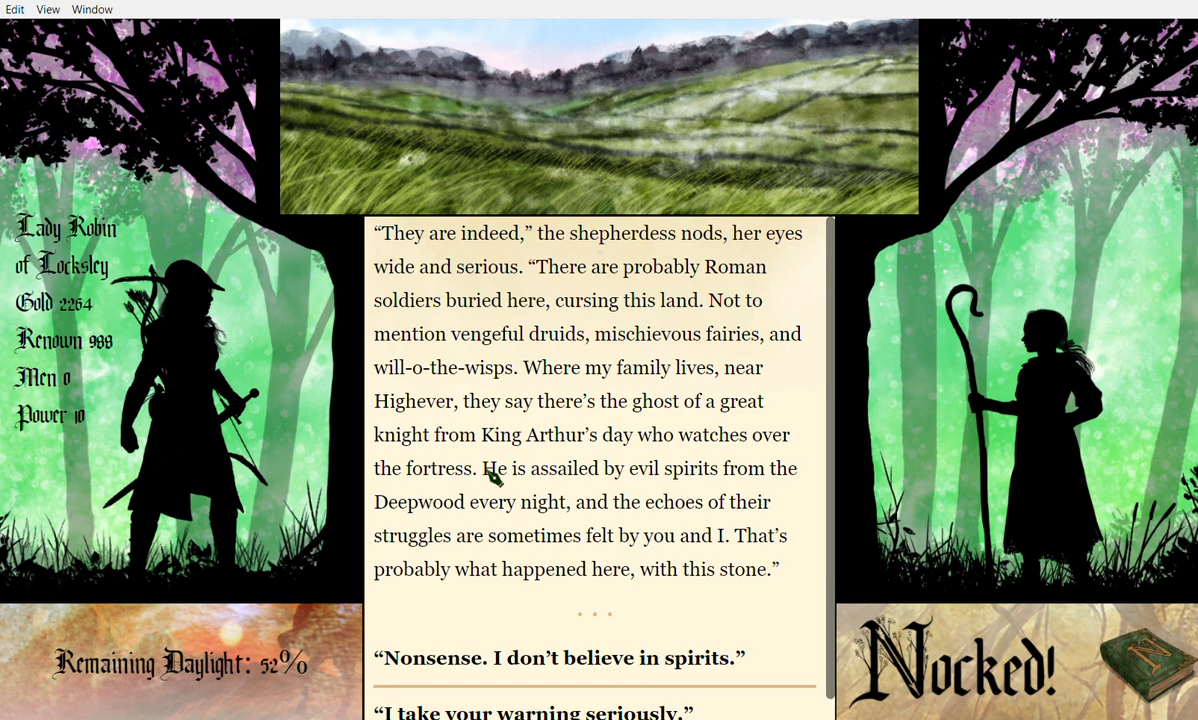 Edit View Window
Lady Robin
of Locksley
Gold 2264
Renown 988
Men 0
Power 10
“They are indeed,” the shepherdess nods, her eyes
wide and serious. “There are probably Roman
soldiers buried here, cursing this land. Not to
mention vengeful druids, mischievous fairies, and
will-o-the-wisps. Where my family lives, near
Highever, they say there’s the ghost of a great
knight from King Arthur’s day who watches over
the fortress. He is assailed by evil spirits from the
Deepwood every night, and the echoes of their
struggles are sometimes felt by you and I. That’s
probably what happened here, with this stone.”
“Nonsense. I don’t believe in spirits.”
“I take your warning seriously.”
Remaining Daylight: 52%
Nocked!
N